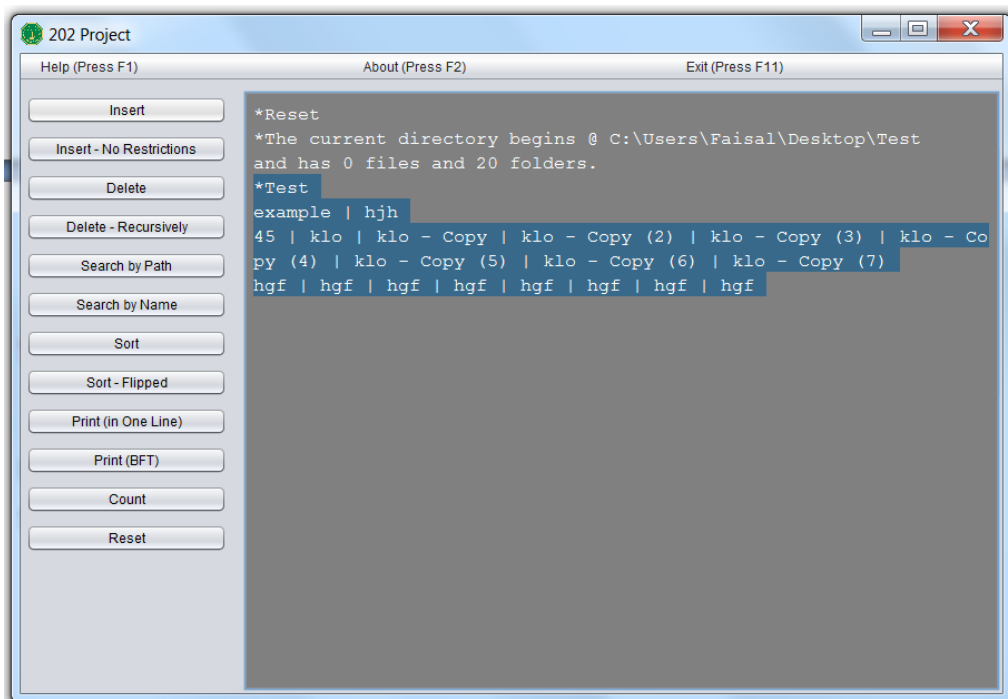 202 Project
Help (Press F1) About (Press F2) Exit (Press F11)
Insert
Insert - No Restrictions
Delete
Delete - Recursively
Search by Path
Search by Name
Sort
Sort - Flipped
Print (in One Line)
Print (BFT)
Count
Reset
*Reset
*The current directory begins @ C:\Users\Faisal\Desktop\Test
and has 0 files and 20 folders.
*Test
example | hjh
45 | klo | klo - Copy | klo - Copy (2) | klo - Copy (3) | klo - Co
py (4) | klo - Copy (5) | klo - Copy (6) | klo - Copy (7)
hgf | hgf | hgf | hgf | hgf | hgf | hgf | hgf